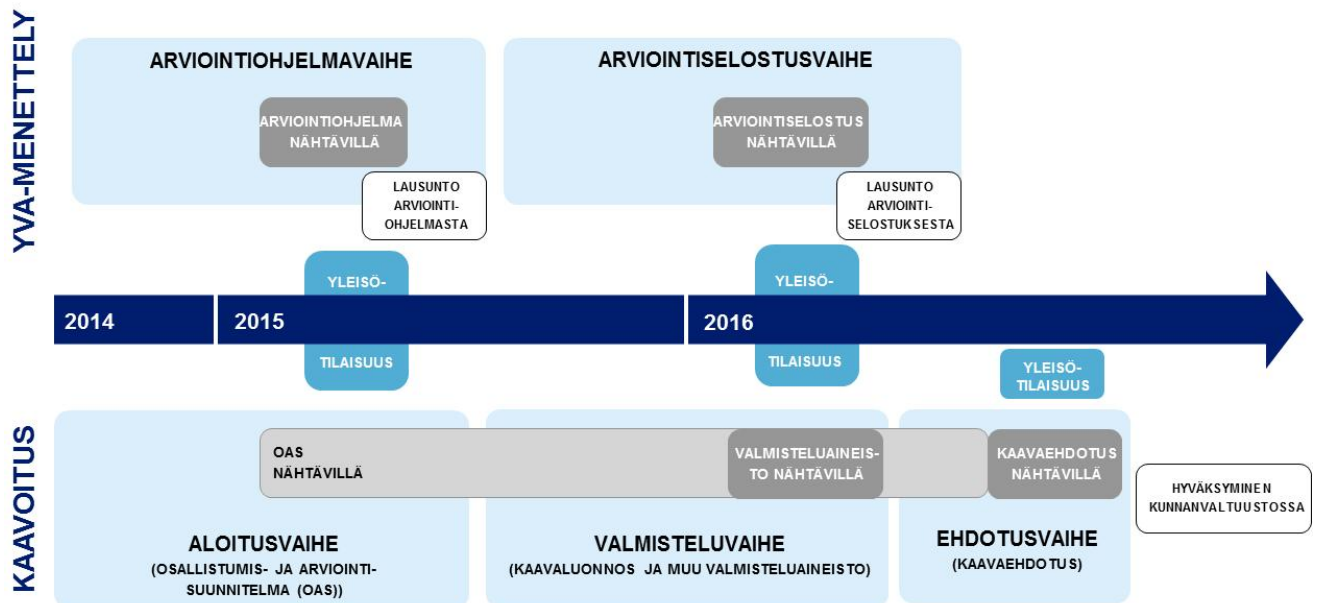 YVA-MENETTELY
ARVIOINTIOHJELMAVAIHE
ARVIOINTIOHJELMA
NÄHTÄVILLÄ
LAUSUNTO
ARVIOINTI-
OHJELMASTA
ARVIOINTISELOSTUSVAIHE
ARVIOINTISELOSTUS
NÄHTÄVILLÄ
LAUSUNTO
ARVIOINTI-
SELOSTUKSESTA
YLEISÖ-
TILAISUUS
YLEISÖ-
TILAISUUS
2014
2015
2016
YLEISÖ-
TILAISUUS
KAAVOITUS
OAS
NÄHTÄVILLÄ
VALMISTELUAINEIS-
TO NÄHTÄVILLÄ
KAAVAEHDOTUS
NÄHTÄVILLÄ
HYVÄKSYMINEN
KUNNANVALTUUSTOSSA
ALOITUSVAIHE
(OSALLISTUMIS- JA ARVIOINTI-
SUUNNITELMA (OAS))
VALMISTELUVAIHE
(KAAVALUONNOS JA MUU VALMISTELUAINEISTO)
EHDOTUSVAIHE
(KAAVAEHDOTUS)